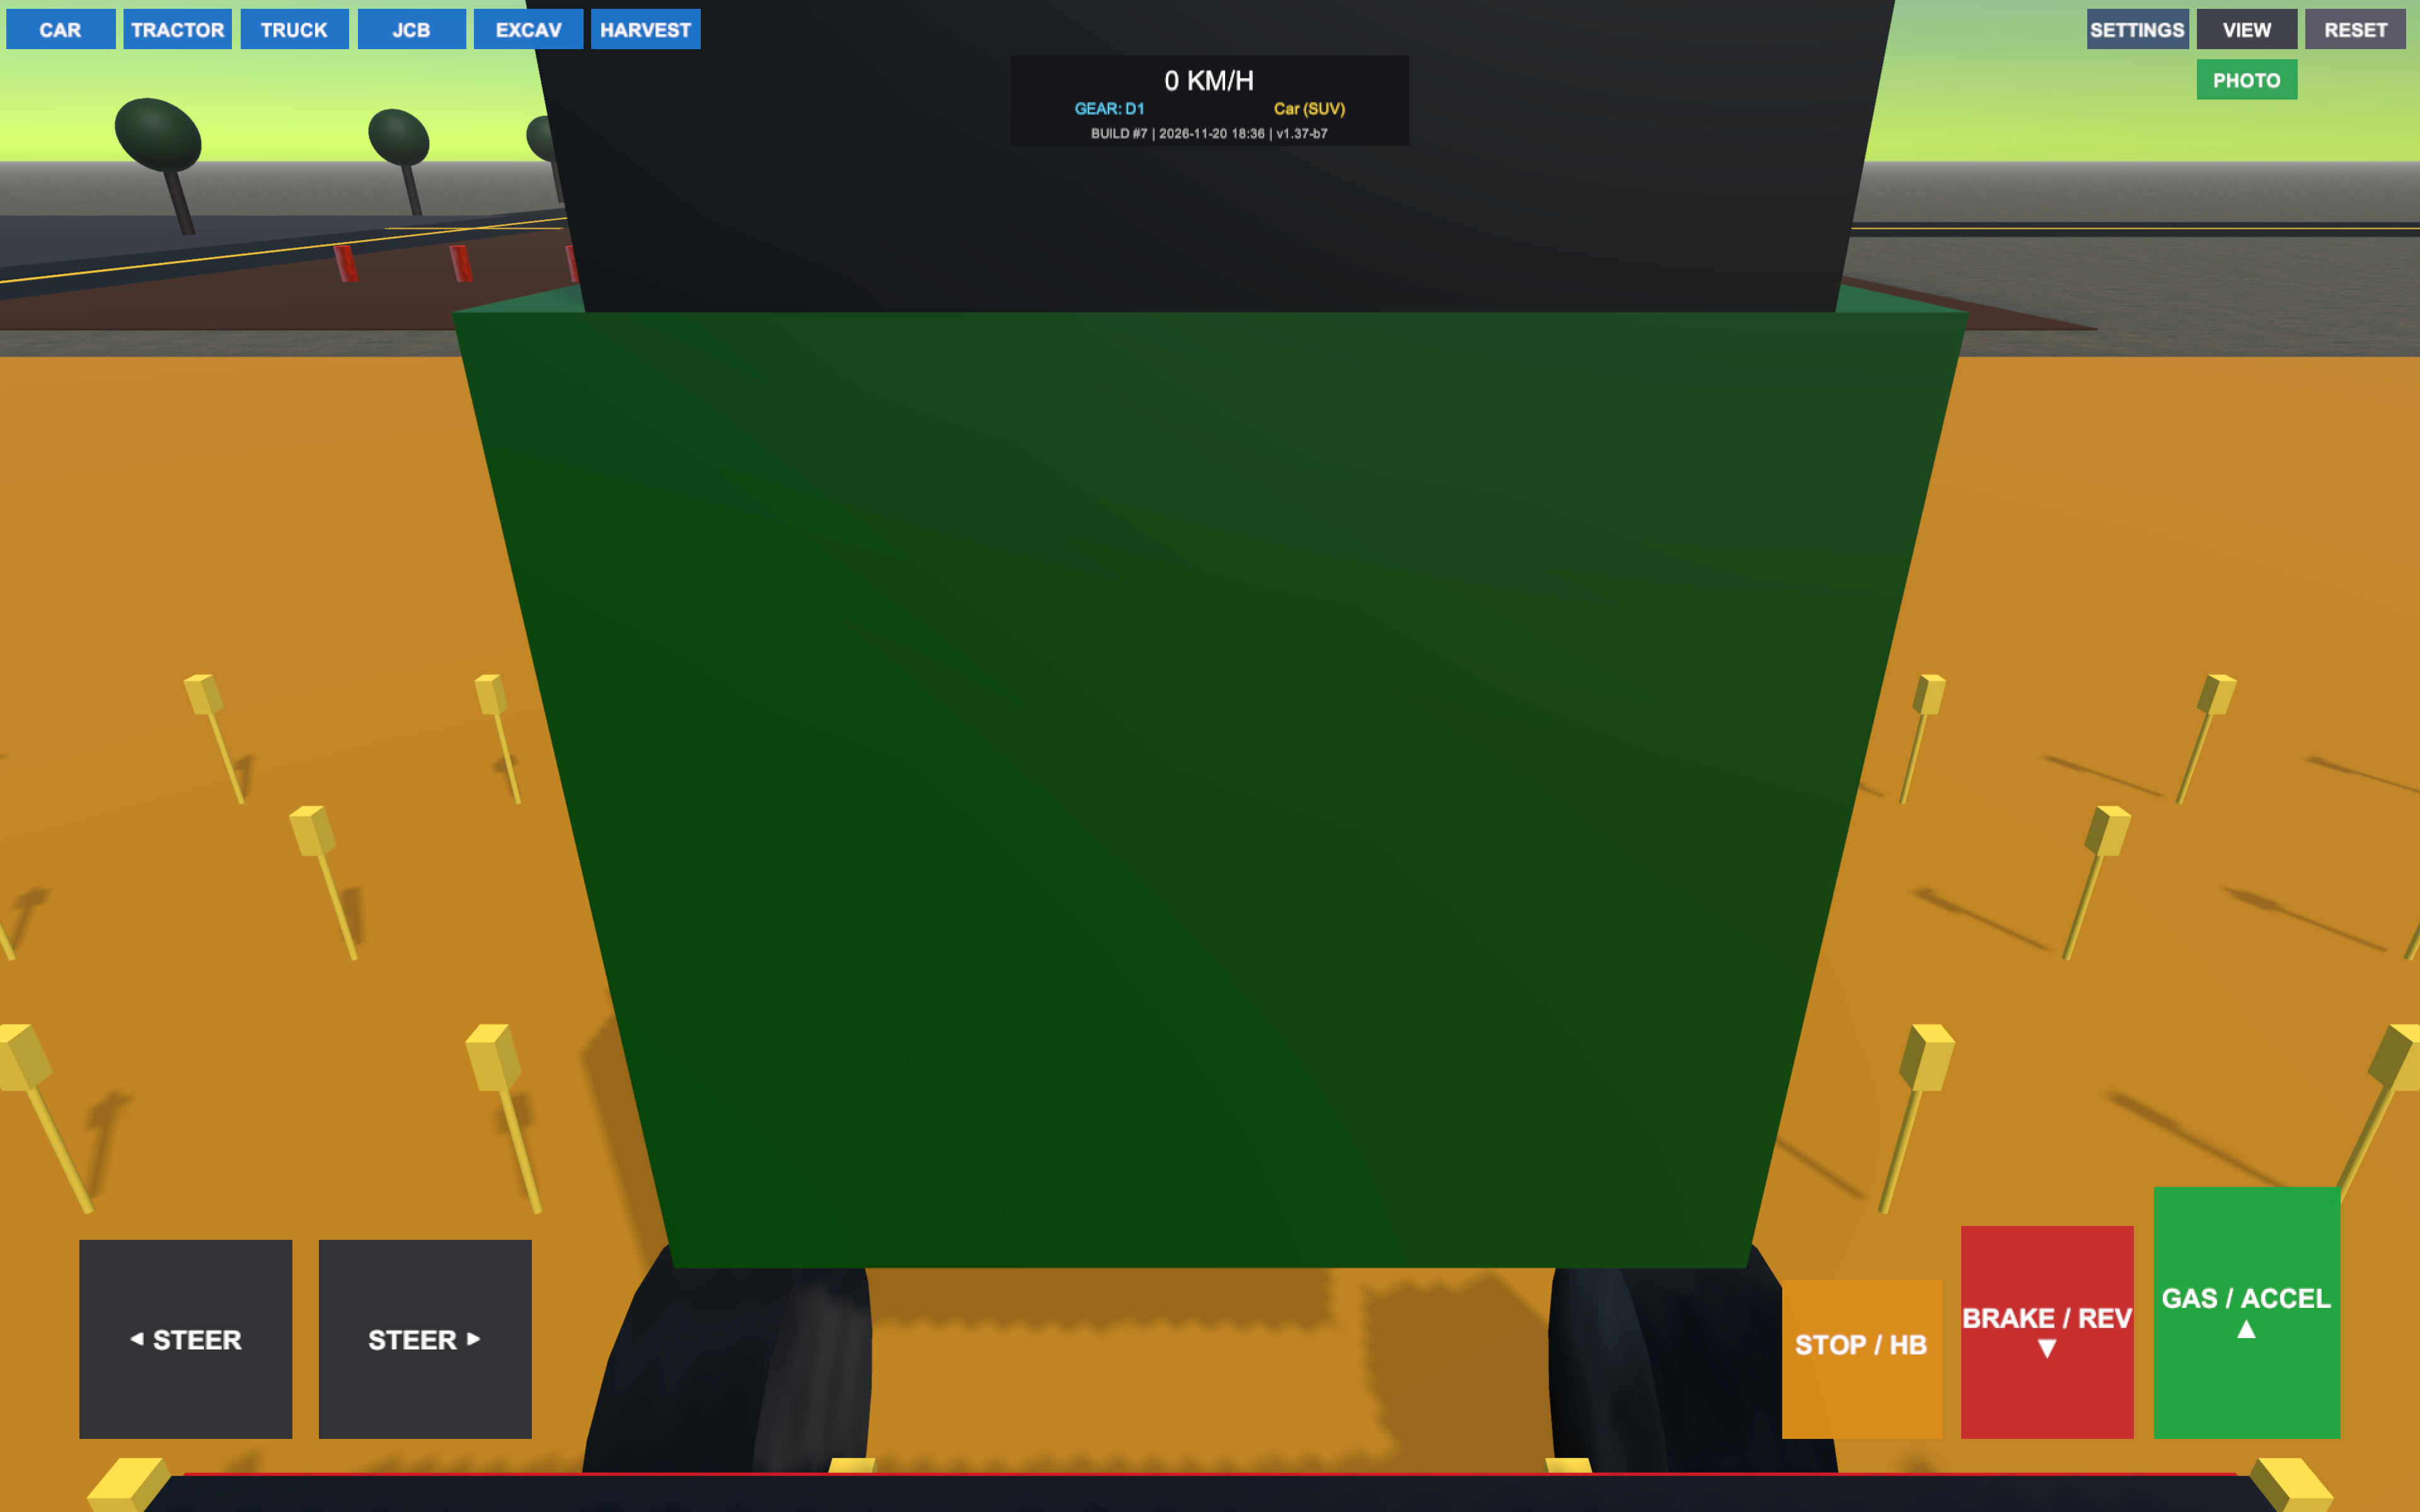 CAR TRACTOR TRUCK JCB EXCAV HARVEST
SETTINGS VIEW RESET
PHOTO
0 KM/H
GEAR: D1 Car (SUV)
BUILD #7 | 2026-11-20 18:36 | v1.37-b7
◄ STEER
STEER ►
STOP / HB
BRAKE / REV
▼
GAS / ACCEL
▲